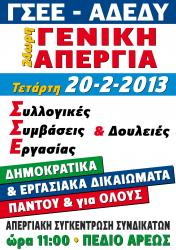 ΓΣΕΕ - ΑΔΕΔΥ
24ωρη ΓΕΝΙΚΗ
ΑΠΕΡΓΙΑ
Τετάρτη 20-2-2013
Συλλογικές
Συμβάσεις & Δουλειές
Εργασίας
ΔΗΜΟΚΡΑΤΙΚΑ
& ΕΡΓΑΣΙΑΚΑ ΔΙΚΑΙΩΜΑΤΑ
ΠΑΝΤΟΥ & για ΟΛΟΥΣ
ΑΠΕΡΓΙΑΚΗ ΣΥΓΚΕΝΤΡΩΣΗ ΣΥΝΔΙΚΑΤΩΝ
ώρα 11:00 • ΠΕΔΙΟ ΑΡΕΩΣ